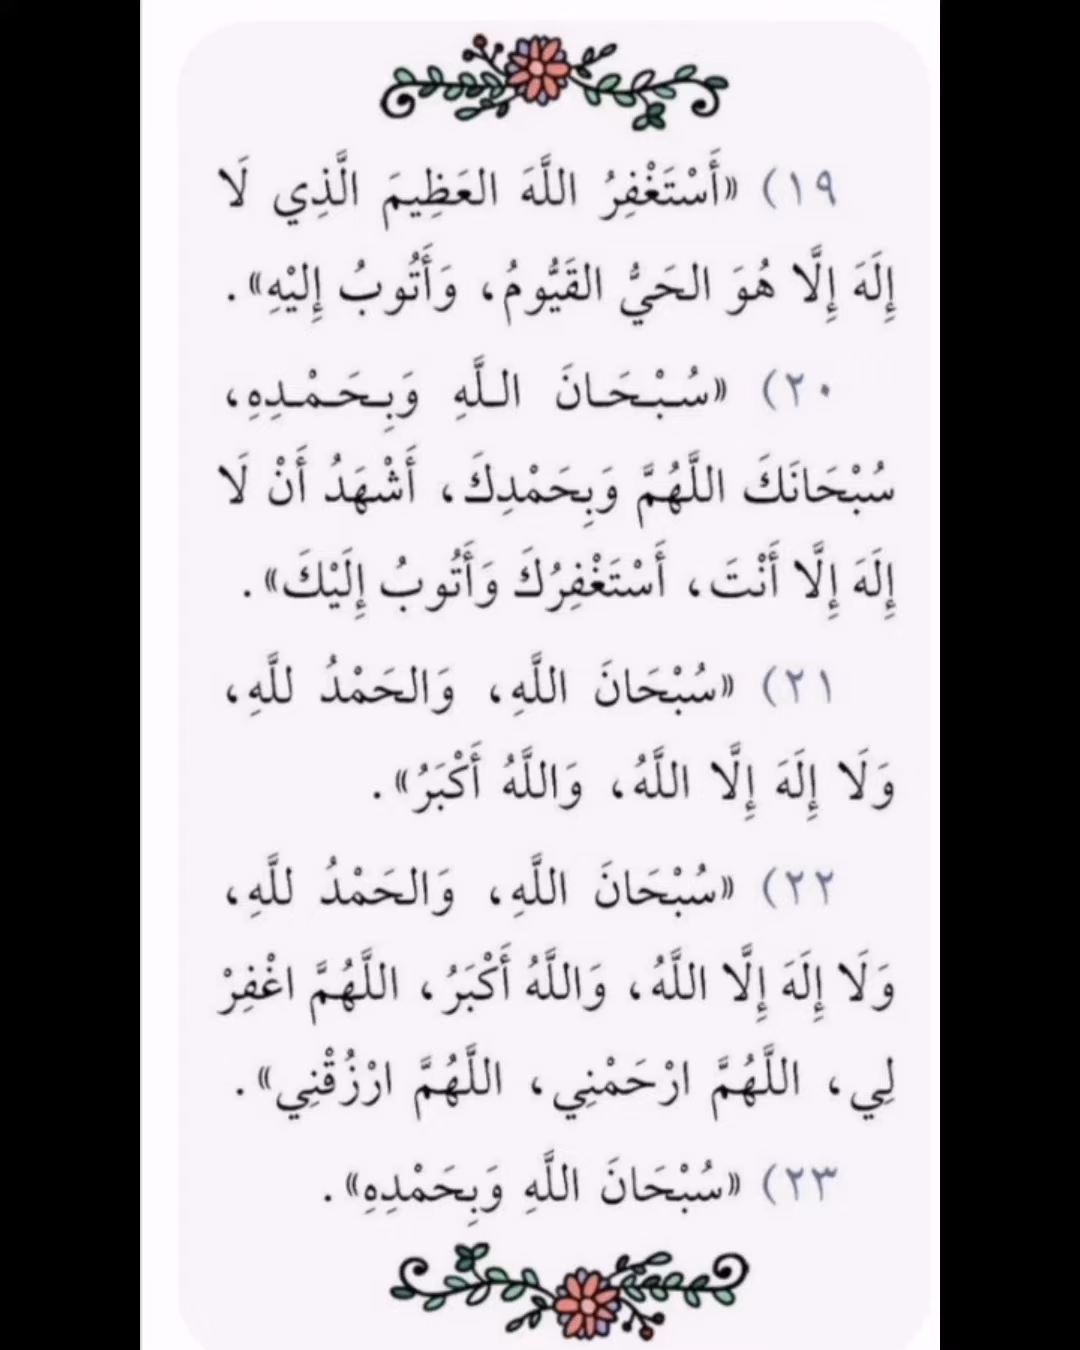 ١٩) «أَسْتَغْفِرُ اللَّهَ العَظِيمَ الَّذِي لَا
إِلَهَ إِلَّا هُوَ الحَيُّ القَيُّومُ، وَأَتُوبُ إِليْهِ».
٢٠) «سُبْحَانَ اللَّهِ وَبِحَمْدِهِ،
سُبْحَانَكَ اللَّهُمَّ وَبِحَمْدِكَ، أَشْهَدُ أَنْ لَا
إِلَهَ إِلَّا أَنْتَ، أَسْتَغْفِرُكَ وَأَتُوبُ إِلَيْكَ».
٢١) «سُبْحَانَ اللَّهِ، وَالحَمْدُ للَّهِ،
وَلَا إِلَهَ إِلَّا اللَّهُ، وَاللَّهُ أَكْبَرُ».
٢٢) «سُبْحَانَ اللَّهِ، وَالحَمْدُ للَّهِ،
وَلَا إِلَهَ إِلَّا اللَّهُ، وَاللَّهُ أَكْبَرُ، اللَّهُمَّ اغْفِرْ
لِي، اللَّهُمَّ ارْحَمْنِي، اللَّهُمَّ ارْزُقْنِي».
٢٣) «سُبْحَانَ اللَّهِ وَبِحَمْدِهِ».